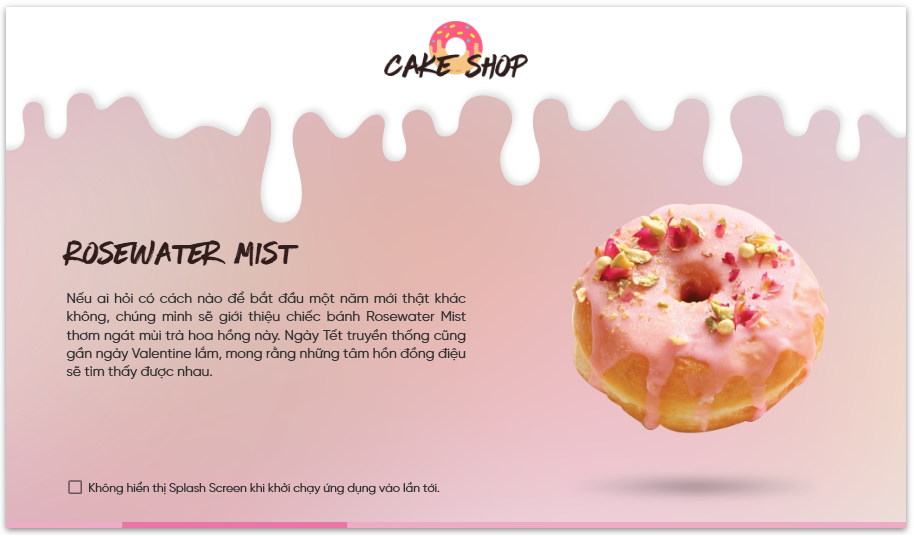 CAKE SHOP
ROSEWATER MIST
Nếu ai hỏi có cách nào để bắt đầu một năm mới thật khác
không, chúng mình sẽ giới thiệu chiếc bánh Rosewater Mist
thơm ngát mùi trà hoa hồng này. Ngày Tết truyền thống cũng
gần ngày Valentine lắm, mong rằng những tâm hồn đồng điệu
sẽ tìm thấy được nhau.
Không hiển thị Splash Screen khi khởi chạy ứng dụng vào lần tới.